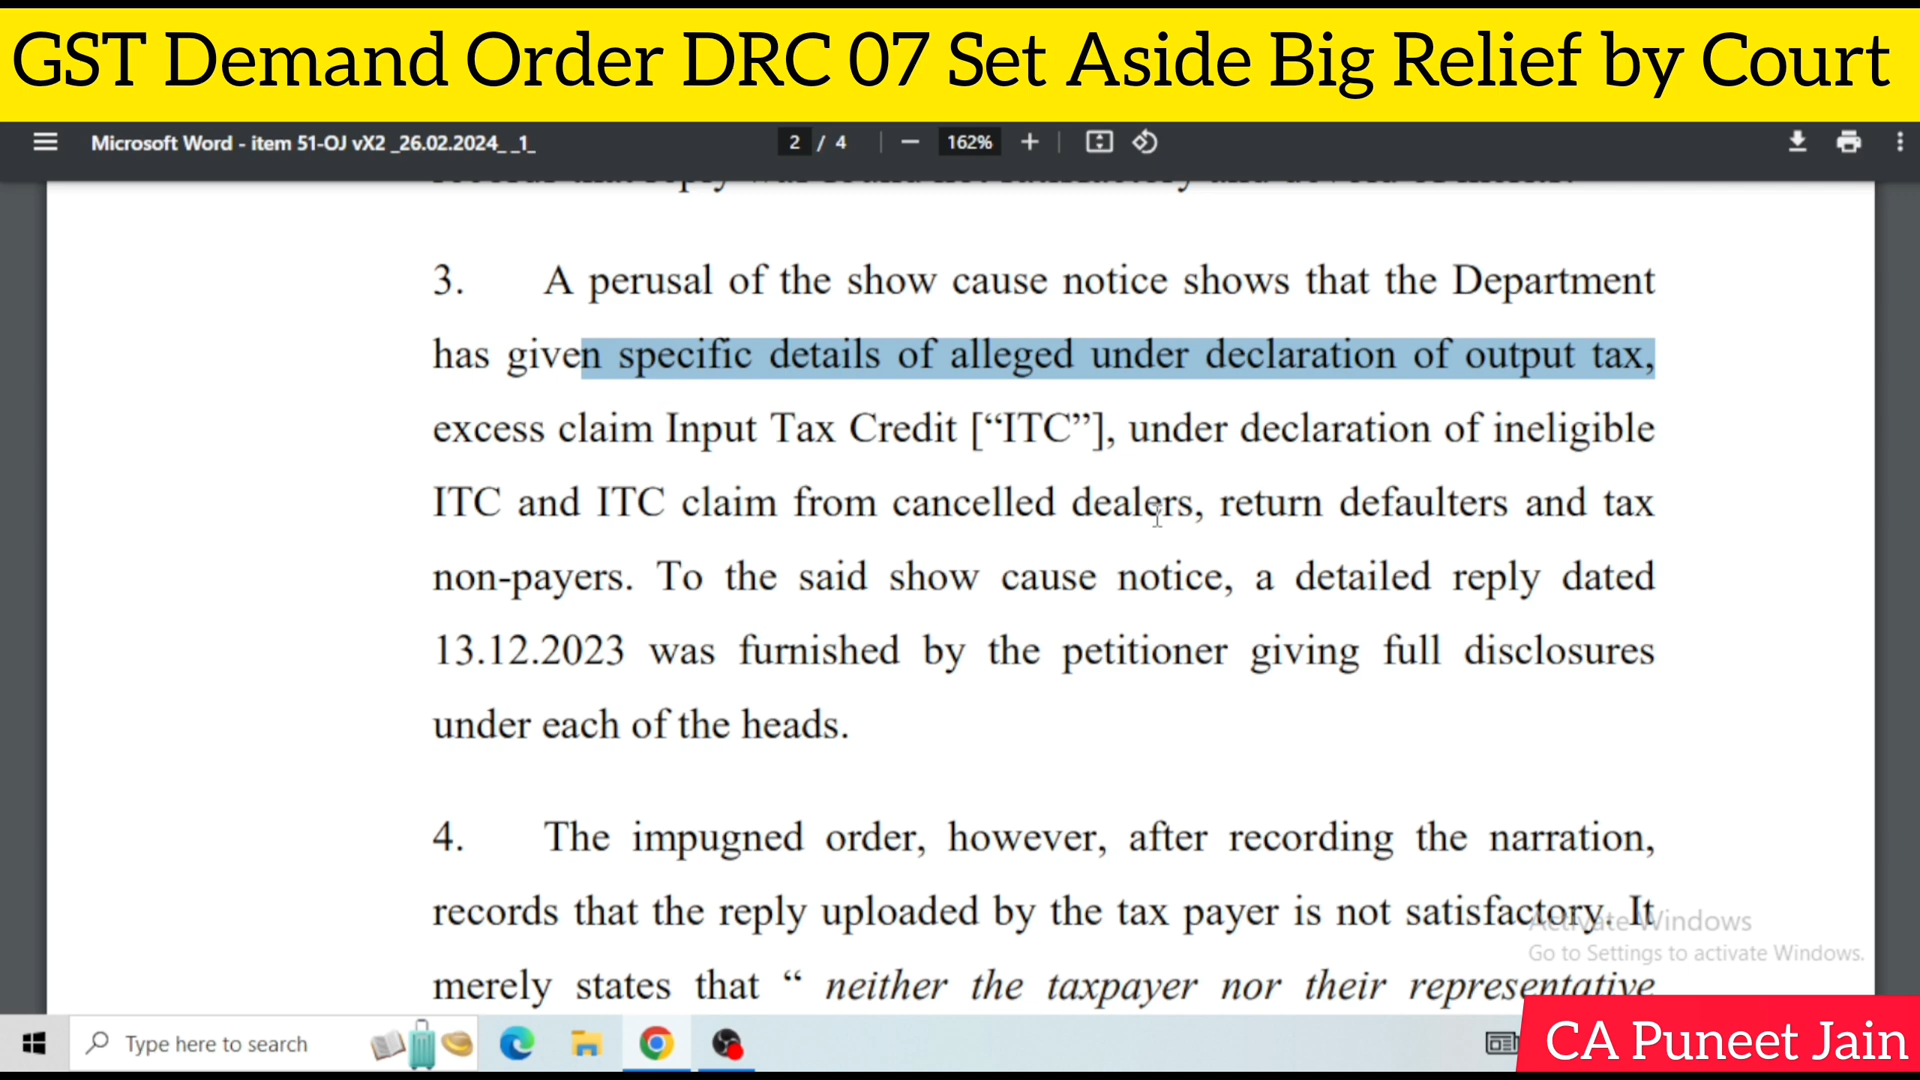 GST Demand Order DRC 07 Set Aside Big Relief by Court
Microsoft Word - item 51-OJ vX2 _26.02.2024_ _1_
2 / 4
162%
3. A perusal of the show cause notice shows that the Department
has given specific details of alleged under declaration of output tax,
excess claim Input Tax Credit [“ITC”], under declaration of ineligible
ITC and ITC claim from cancelled dealers, return defaulters and tax
non-payers. To the said show cause notice, a detailed reply dated
13.12.2023 was furnished by the petitioner giving full disclosures
under each of the heads.
4. The impugned order, however, after recording the narration,
records that the reply uploaded by the tax payer is not satisfactory. It
Activate Windows
Go to Settings to activate Windows.
merely states that “ neither the taxpayer nor their representative
Type here to search
CA Puneet Jain